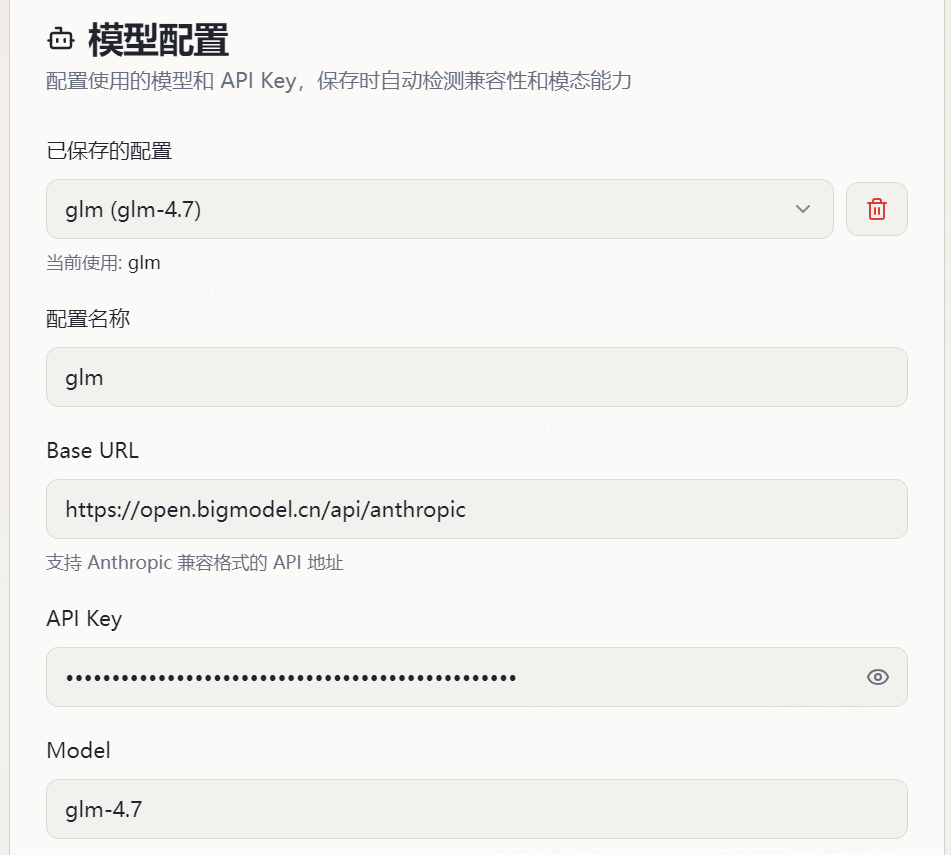 模型配置
配置使用的模型和 API Key，保存时自动检测兼容性和模态能力
已保存的配置
glm (glm-4.7)
当前使用: glm
配置名称
glm
Base URL
https://open.bigmodel.cn/api/anthropic
支持 Anthropic 兼容格式的 API 地址
API Key
•••••••••••••••••••••••••••••••••••••••••••••••••
Model
glm-4.7